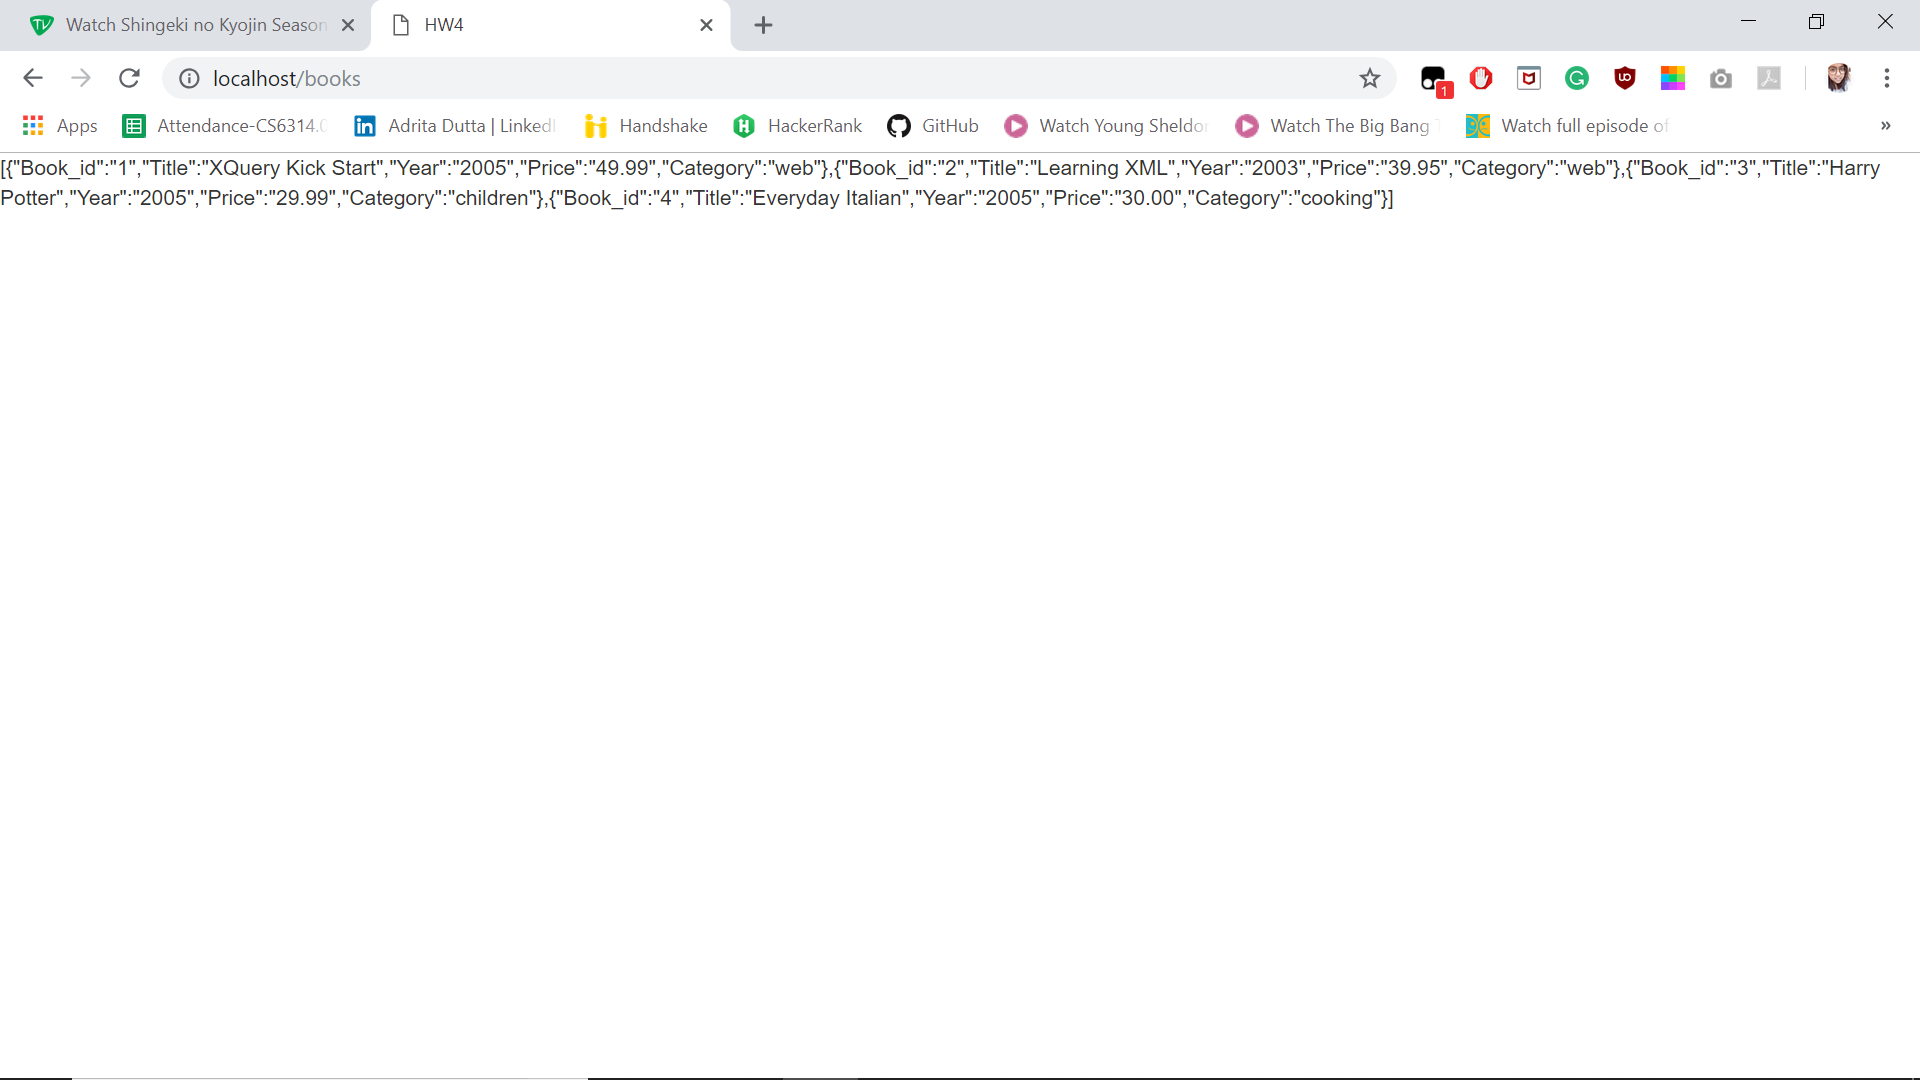 Watch Shingeki no Kyojin Season
HW4
localhost/books
1
Apps
Attendance-CS6314.0
Adrita Dutta | LinkedI
Handshake
HackerRank
GitHub
Watch Young Sheldon
Watch The Big Bang T
Watch full episode of
»
[{"Book_id":"1","Title":"XQuery Kick Start","Year":"2005","Price":"49.99","Category":"web"},{"Book_id":"2","Title":"Learning XML","Year":"2003","Price":"39.95","Category":"web"},{"Book_id":"3","Title":"Harry
Potter","Year":"2005","Price":"29.99","Category":"children"},{"Book_id":"4","Title":"Everyday Italian","Year":"2005","Price":"30.00","Category":"cooking"}]